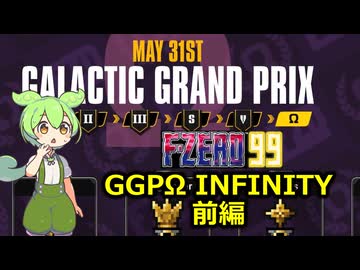 MAY 31ST
GALACTIC GRAND PRIX
II III S V Ω
F-ZERO 99
GGPΩ INFINITY
前編